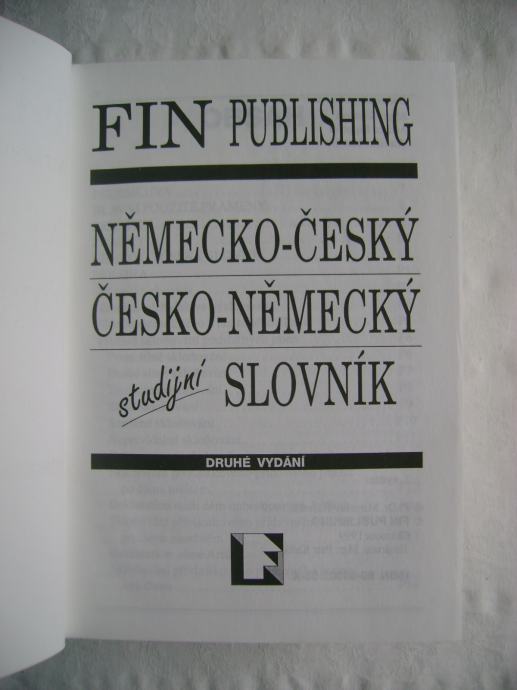 FIN PUBLISHING
NĚMECKO-ČESKÝ
ČESKO-NĚMECKÝ
studijní SLOVNÍK
DRUHÉ VYDÁNÍ